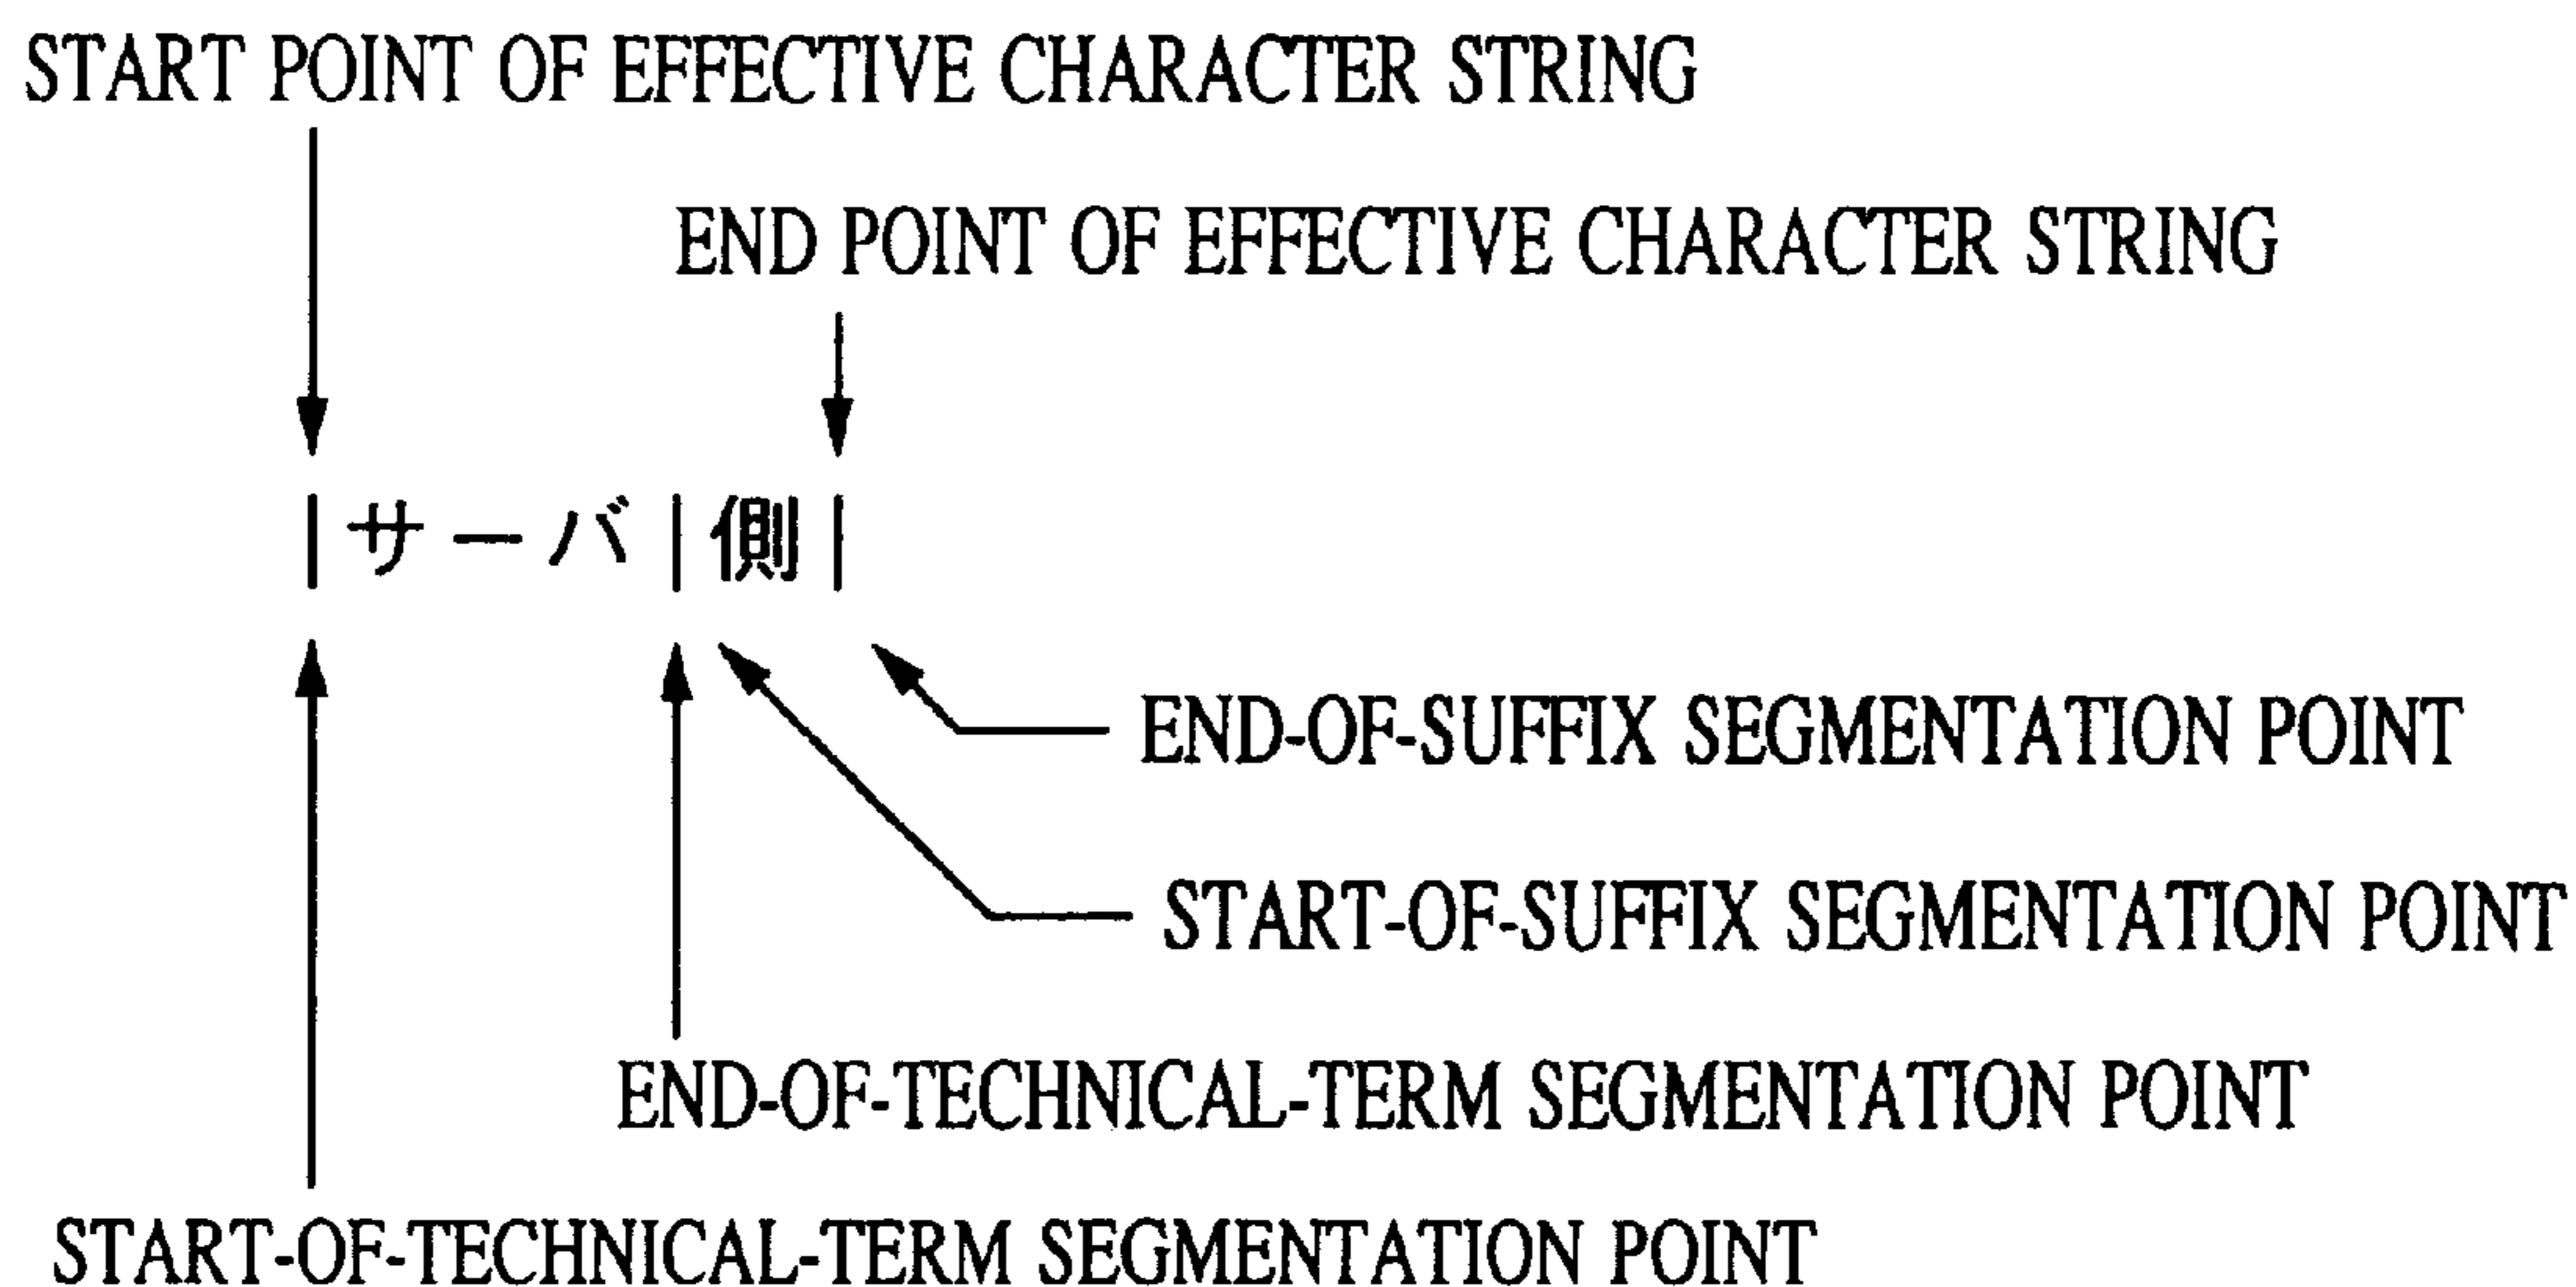 START POINT OF EFFECTIVE CHARACTER STRING
END POINT OF EFFECTIVE CHARACTER STRING
|サーバ|側|
END-OF-SUFFIX SEGMENTATION POINT
START-OF-SUFFIX SEGMENTATION POINT
END-OF-TECHNICAL-TERM SEGMENTATION POINT
START-OF-TECHNICAL-TERM SEGMENTATION POINT